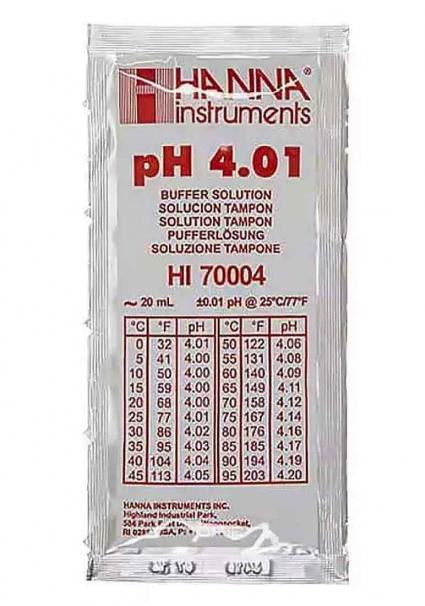 HANNA®
instruments
pH 4.01
BUFFER SOLUTION
SOLUCION TAMPON
SOLUTION TAMPON
PUFFERLÖSUNG
SOLUZIONE TAMPONE
HI 70004
~ 20 mL ±0.01 pH @ 25°C/77°F
°C °F pH °C °F pH
0 32 4.01 50 122 4.06
5 41 4.00 55 131 4.08
10 50 4.00 60 140 4.09
15 59 4.00 65 149 4.11
20 68 4.00 70 158 4.12
25 77 4.01 75 167 4.14
30 86 4.02 80 176 4.16
35 95 4.03 85 185 4.17
40 104 4.04 90 194 4.19
45 113 4.05 95 203 4.20
HANNA INSTRUMENTS INC.
Highland Industrial Park,
584 Park East
RI USA,